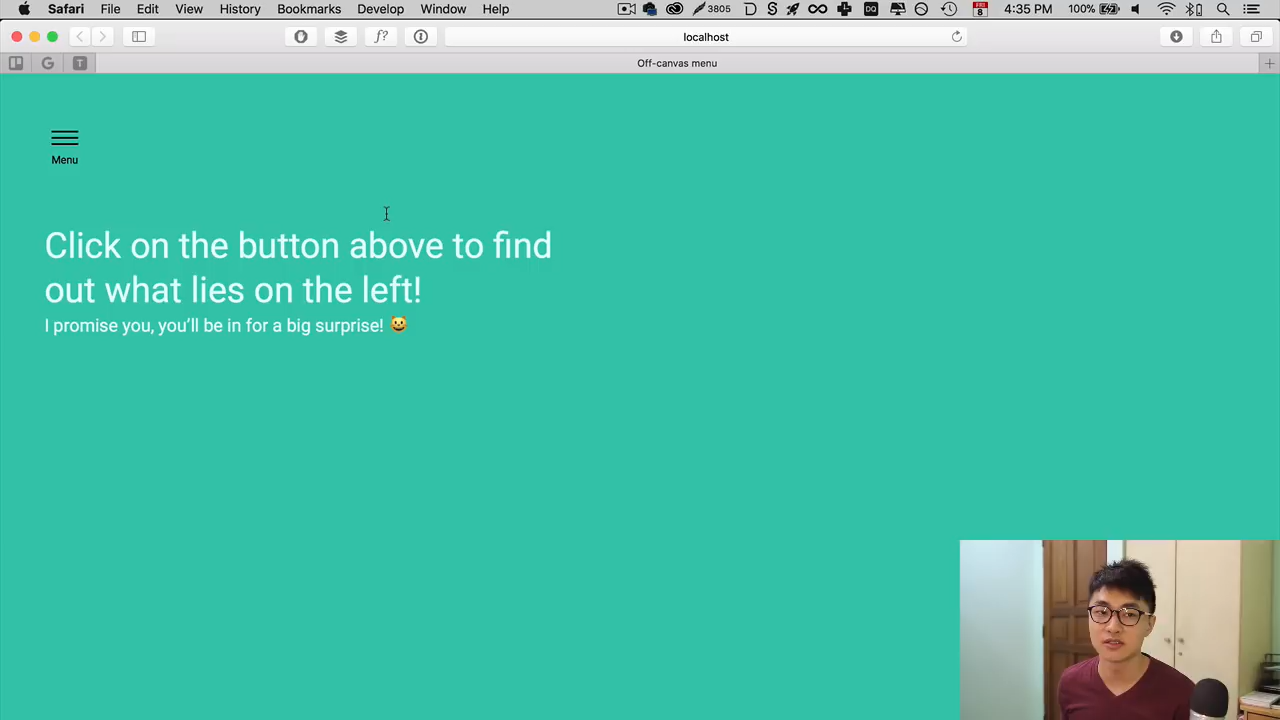 Safari File Edit View History Bookmarks Develop Window Help 3805 FRI 8 4:35 PM 100%
localhost
Off-canvas menu
Menu
Click on the button above to find
out what lies on the left!
I promise you, you’ll be in for a big surprise! 😺